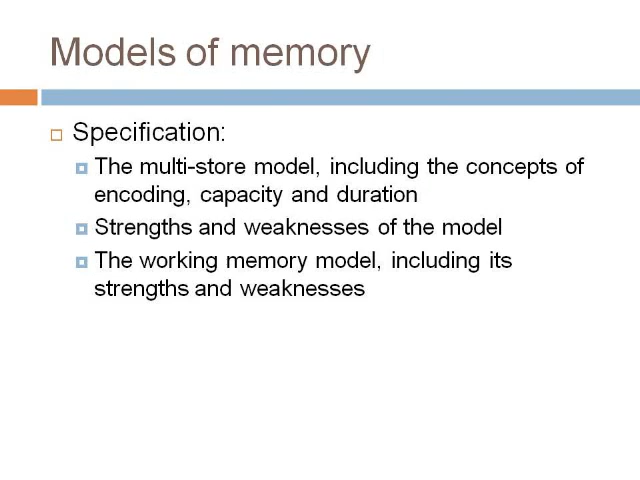 Models of memory
Specification:
The multi-store model, including the concepts of
encoding, capacity and duration
Strengths and weaknesses of the model
The working memory model, including its
strengths and weaknesses